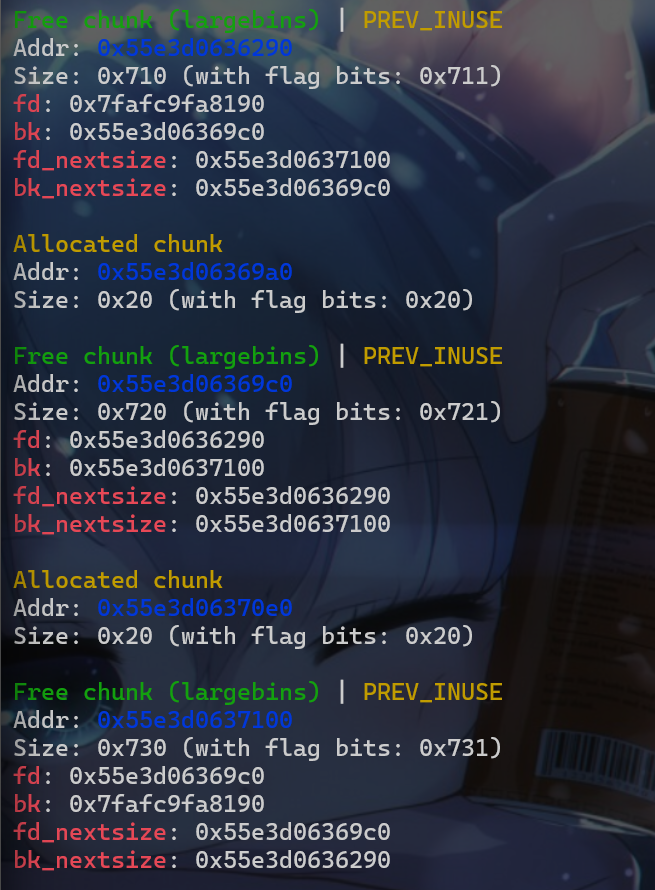 Free chunk (largebins) | PREV_INUSE
Addr: 0x55e3d0636290
Size: 0x710 (with flag bits: 0x711)
fd: 0x7fafc9fa8190
bk: 0x55e3d06369c0
fd_nextsize: 0x55e3d0637100
bk_nextsize: 0x55e3d06369c0
Allocated chunk
Addr: 0x55e3d06369a0
Size: 0x20 (with flag bits: 0x20)
Free chunk (largebins) | PREV_INUSE
Addr: 0x55e3d06369c0
Size: 0x720 (with flag bits: 0x721)
fd: 0x55e3d0636290
bk: 0x55e3d0637100
fd_nextsize: 0x55e3d0636290
bk_nextsize: 0x55e3d0637100
Allocated chunk
Addr: 0x55e3d06370e0
Size: 0x20 (with flag bits: 0x20)
Free chunk (largebins) | PREV_INUSE
Addr: 0x55e3d0637100
Size: 0x730 (with flag bits: 0x731)
fd: 0x55e3d06369c0
bk: 0x7fafc9fa8190
fd_nextsize: 0x55e3d06369c0
bk_nextsize: 0x55e3d0636290